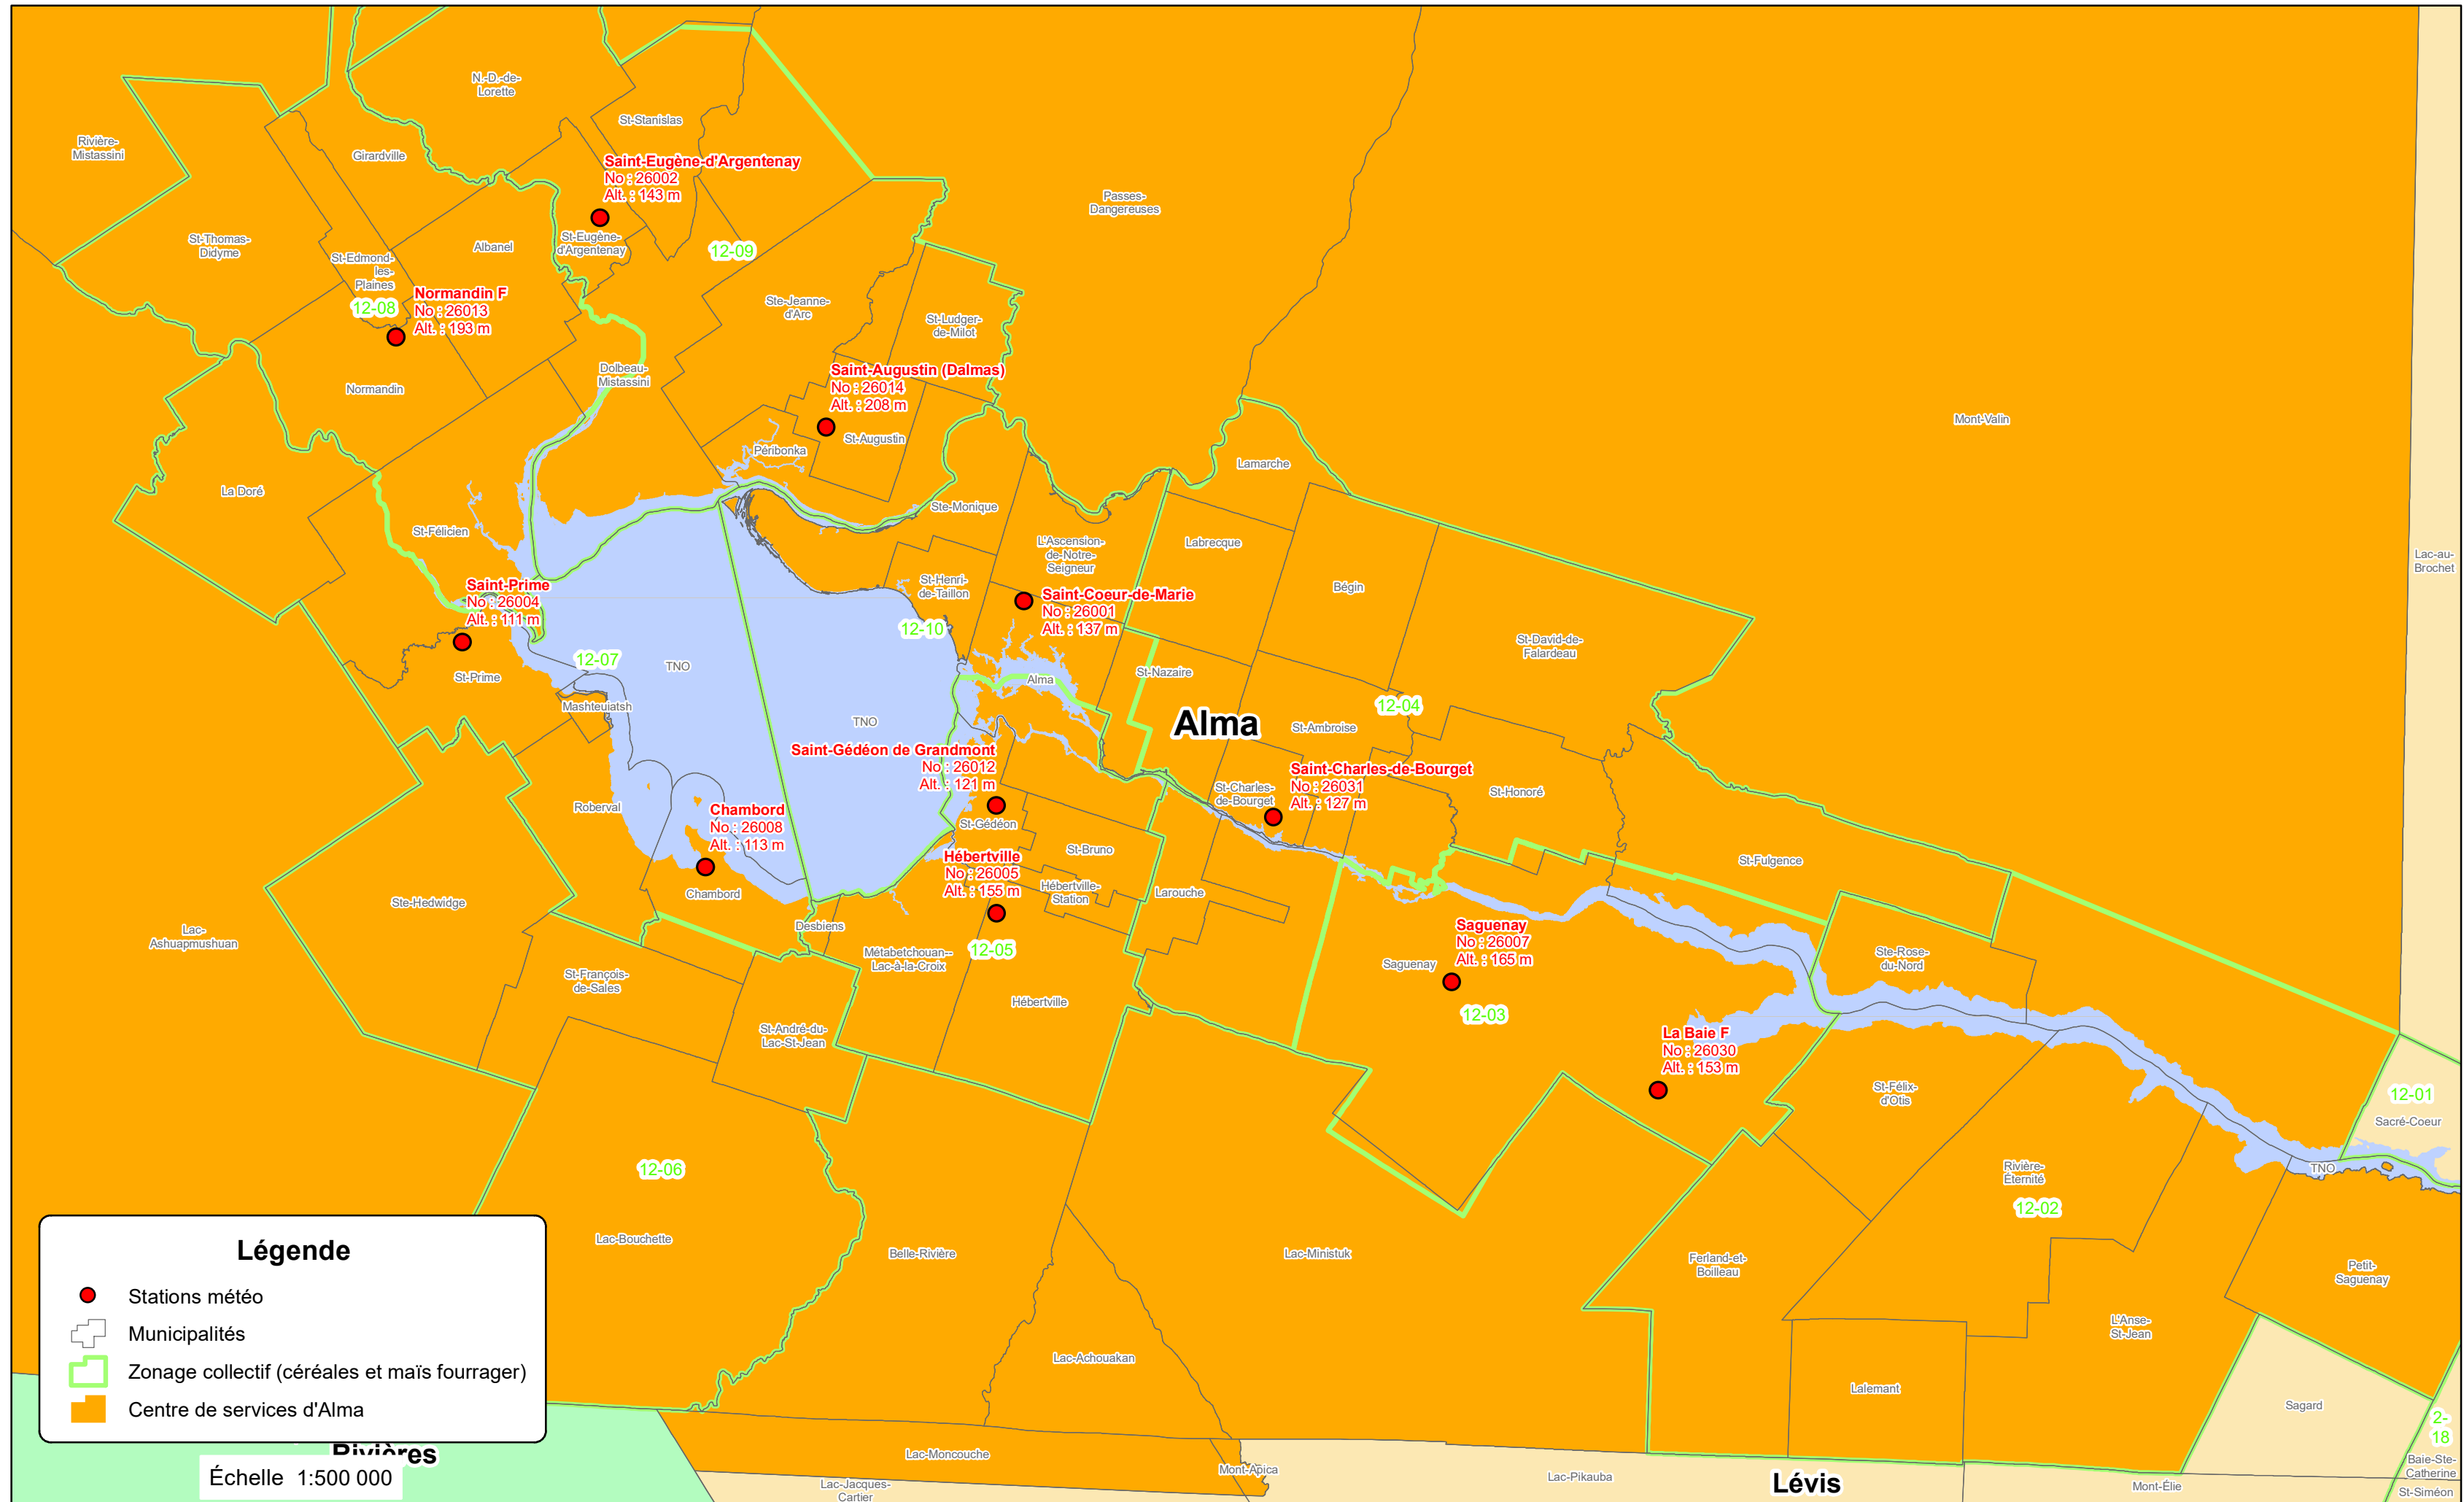 N.-D.-de-
Lorette
St-Stanislas
Rivière-
Mistassini
Girardville
Saint-Eugène-d'Argentenay
No : 26002
Alt. : 143 m
Passes-
Dangereuses
St-Thomas-
Didyme
St-Edmond-
les-
Plaines
Albanel
St-Eugène-
d'Argentenay
12-09
Normandin F
No : 26013
Alt. : 193 m
12-08
Ste-Jeanne-
d'Arc
St-Ludger-
de-Milot
Normandin
Dolbeau-
Mistassini
Saint-Augustin (Dalmas)
No : 26014
Alt. : 208 m
St-Augustin
Péribonka
Mont-Valin
Lamarche
La Doré
Ste-Monique
St-Félicien
L'Ascension-
de-Notre-
Seigneur
Labrecque
Lac-au-
Brochet
Bégin
St-Henri-
de-Taillon
Saint-Prime
No : 26004
Alt. : 111 m
Saint-Coeur-de-Marie
No : 26001
Alt. : 137 m
12-10
St-David-de-
Falardeau
12-07
TNO
St-Prime
St-Nazaire
Alma
Mashteuiatsh
12-04
TNO
Alma
St-Ambroise
Saint-Gédéon de Grandmont
No : 26012
Alt. : 121 m
Saint-Charles-de-Bourget
No : 26031
Alt. : 127 m
St-Charles-
de-Bourget
St-Honoré
Roberval
Chambord
No : 26008
Alt. : 113 m
St-Gédéon
St-Bruno
Hébertville
No : 26005
Alt. : 155 m
St-Fulgence
Chambord
Hébertville-
Station
Larouche
Ste-Hedwidge
Desbiens
Saguenay
No : 26007
Alt. : 165 m
Lac-
Ashuapmushuan
12-05
Métabetchouan--
Lac-à-la-Croix
Saguenay
Ste-Rose-
du-Nord
St-François-
de-Sales
Hébertville
12-03
St-André-du-
Lac-St-Jean
La Baie F
No : 26030
Alt. : 153 m
St-Félix-
d'Otis
12-01
Sacré-Coeur
12-06
Rivière-
Éternité
TNO
12-02
Lac-Bouchette
Belle-Rivière
Lac-Ministuk
Ferland-et-
Boilleau
Petit-
Saguenay
L'Anse-
St-Jean
Lac-Achouakan
Lalemant
Sagard
2-
18
Légende
Stations météo
Municipalités
Zonage collectif (céréales et maïs fourrager)
Centre de services d'Alma
Rivières
Échelle 1:500 000
Lac-Moncouche
Mont-Apica
Lac-Jacques-
Cartier
Lac-Pikauba
Lévis
Mont-Élie
Baie-Ste-
Catherine
St-Siméon